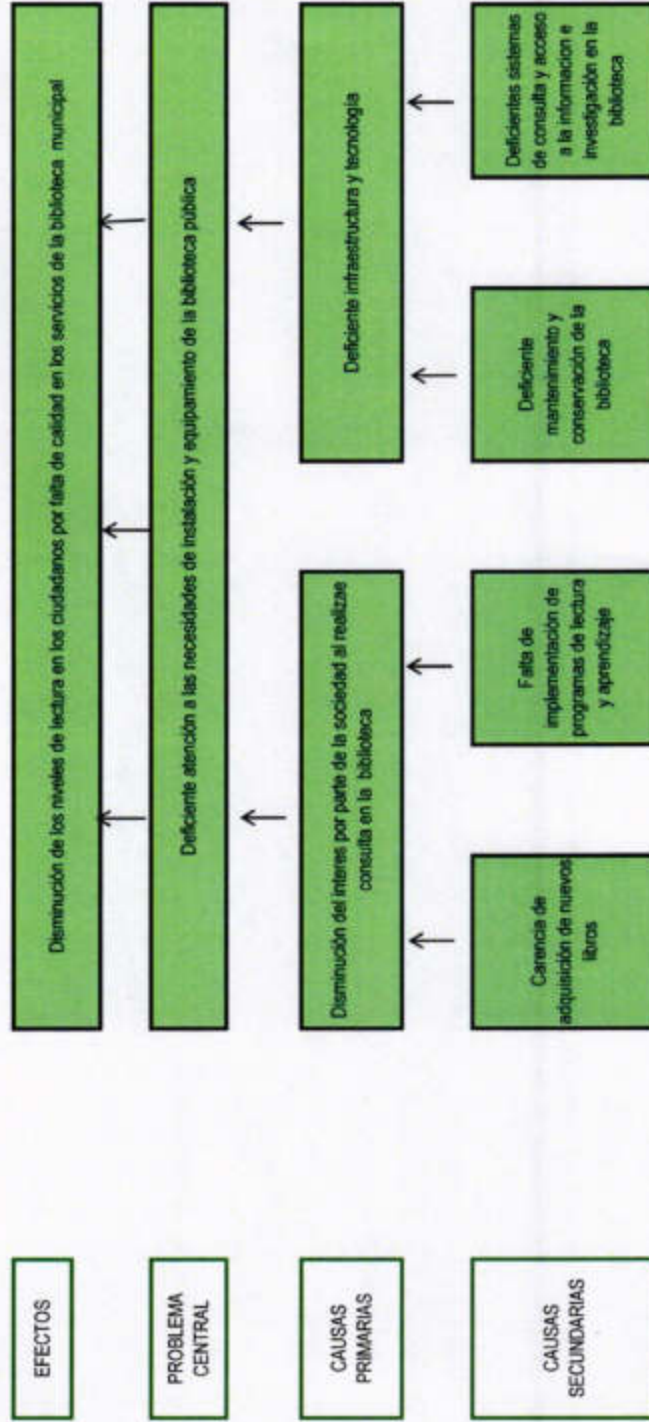 EFECTOS
Disminución de los niveles de lectura en los ciudadanos por falta de calidad en los servicios de la biblioteca municipal
PROBLEMA
CENTRAL
Deficiente atención a las necesidades de instalación y equipamiento de la biblioteca pública
CAUSAS
PRIMARIAS
Disminución del interes por parte de la sociedad al realizae
consulta en la biblioteca
Deficiente infraestructura y tecnología
CAUSAS
SECUNDARIAS
Carencia de
adquisición de nuevos
libros
Falta de
implementación de
programas de lectura
y aprendizaje
Deficiente
mantenimiento y
conservación de la
biblioteca
Deficientes sistemas
de consulta y acceso
a la informacion e
investigación en la
biblioteca